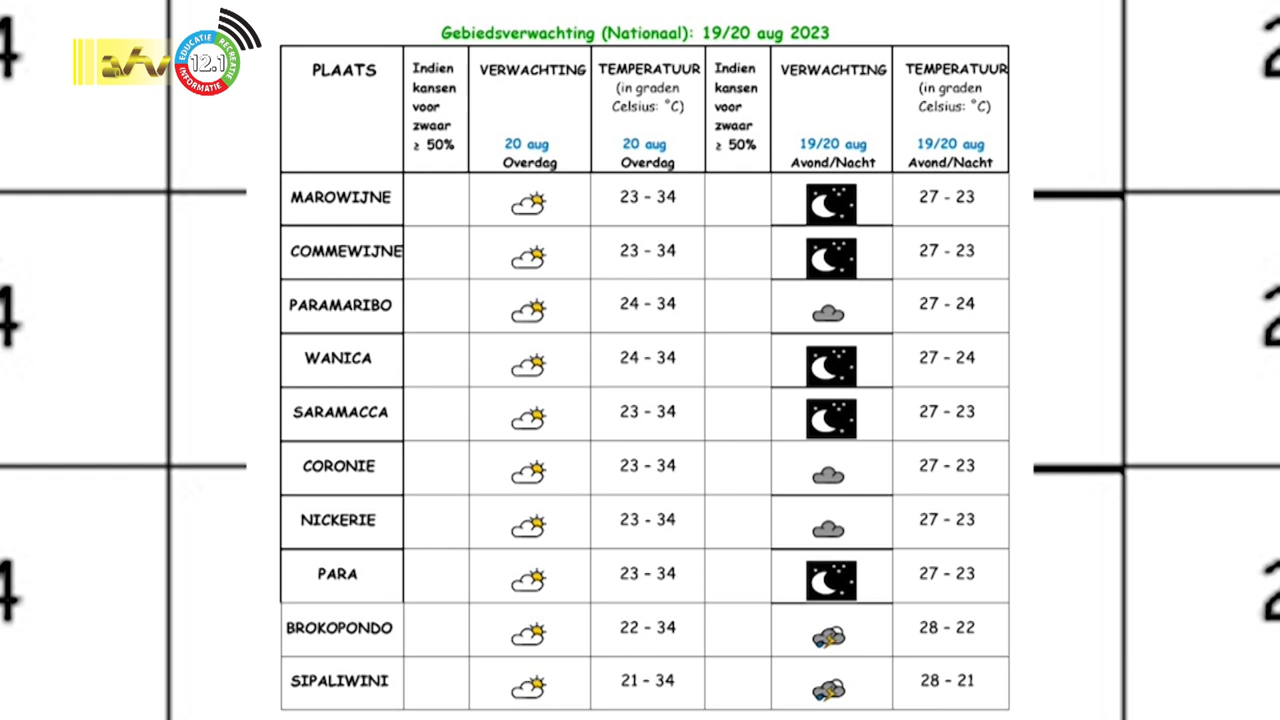 Gebiedsverwachting (Nationaal): 19/20 aug 2023
atv
EDUCATIE RECREATIE INFORMATIE
12.1
PLAATS
Indien kansen voor zwaar ≥ 50%
VERWACHTING
20 aug
Overdag
TEMPERATUUR
(in graden
Celsius: °C)
20 aug
Overdag
Indien kansen voor zwaar ≥ 50%
VERWACHTING
19/20 aug
Avond/Nacht
TEMPERATUUR
(in graden
Celsius: °C)
19/20 aug
Avond/Nacht
MAROWIJNE 23 - 34 27 - 23
COMMEWIJNE 23 - 34 27 - 23
PARAMARIBO 24 - 34 27 - 24
WANICA 24 - 34 27 - 24
SARAMACCA 23 - 34 27 - 23
CORONIE 23 - 34 27 - 23
NICKERIE 23 - 34 27 - 23
PARA 23 - 34 27 - 23
BROKOPONDO 22 - 34 28 - 22
SIPALIWINI 21 - 34 28 - 21